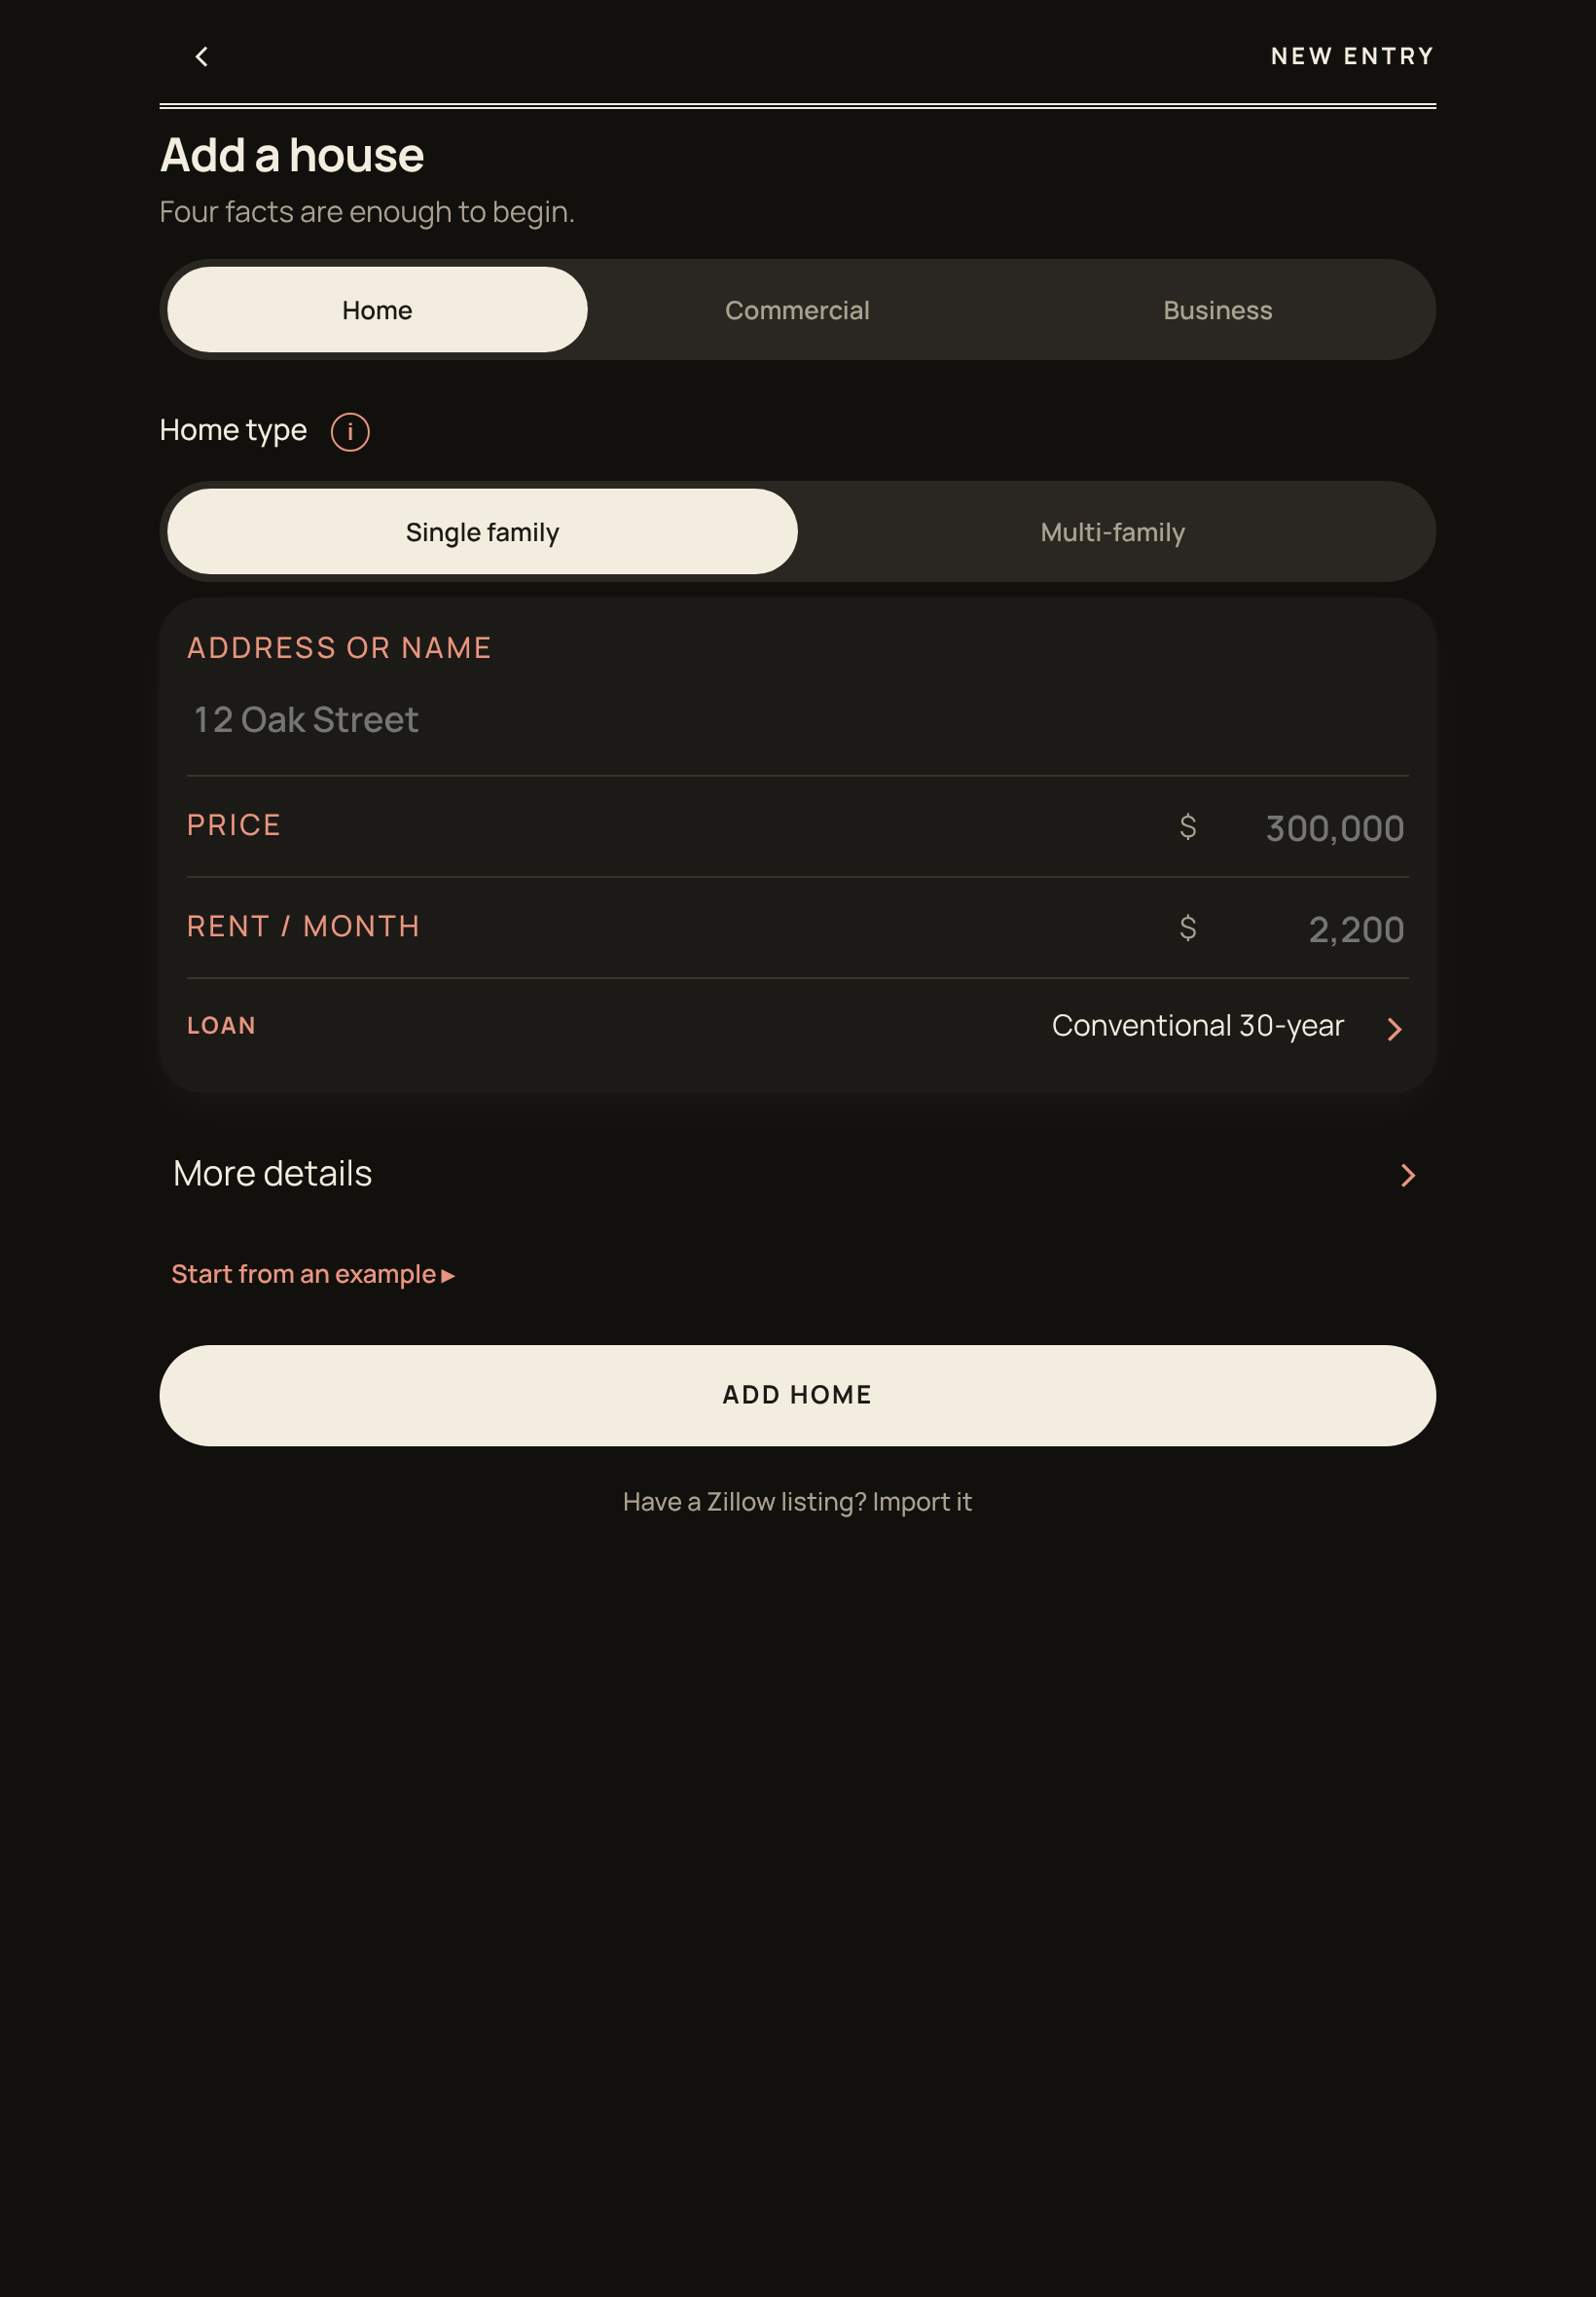 NEW ENTRY
Add a house
Four facts are enough to begin.
Home Commercial Business
Home type i
Single family Multi-family
ADDRESS OR NAME
12 Oak Street
PRICE $ 300,000
RENT / MONTH $ 2,200
LOAN Conventional 30-year
More details
Start from an example ▸
ADD HOME
Have a Zillow listing? Import it